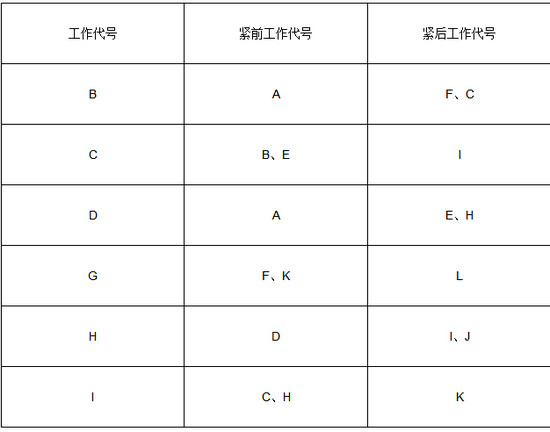 工作代号 紧前工作代号 紧后工作代号
B A F、C
C B、E I
D A E、H
G F、K L
H D I、J
I C、H K